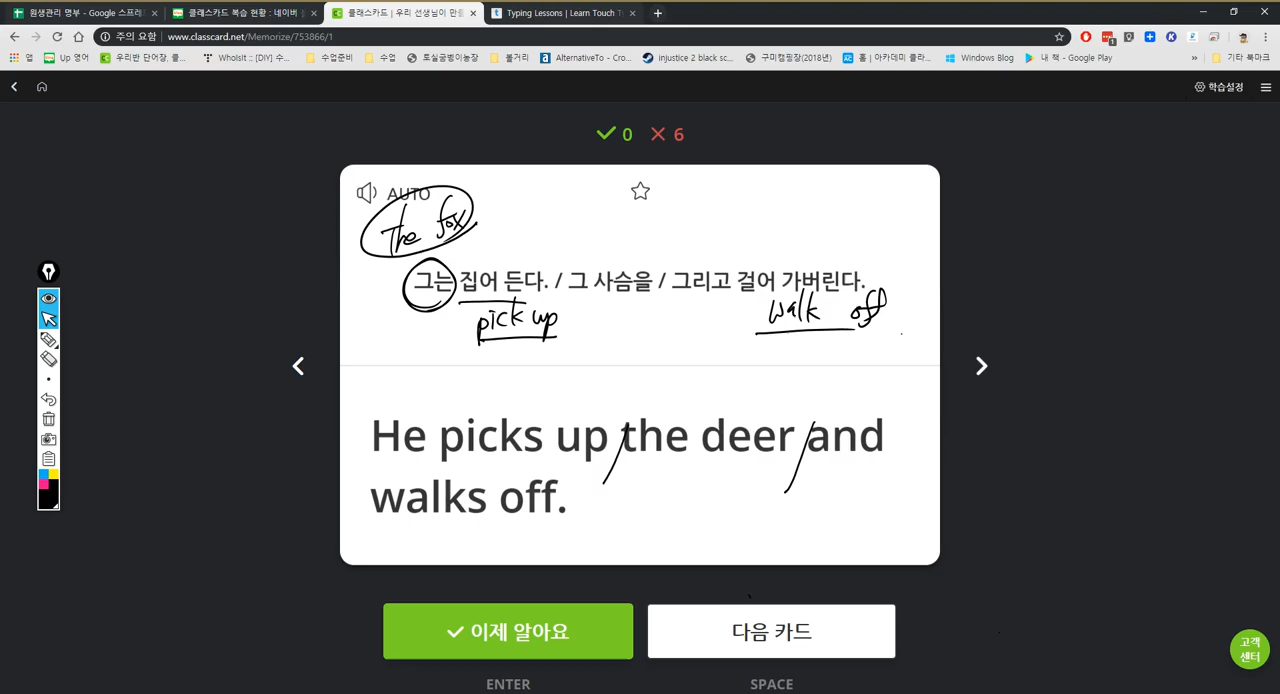 원생관리 명부 - Google 스프레
클래스카드 복습 현황 : 네이버 블
클래스카드 | 우리 선생님이 만들
Typing Lessons | Learn Touch T
주의 요함 www.classcard.net/Memorize/753866/1
앱 Up 영어 우리반 단어장, 클... WhoIst :: [DIY] 수... 수업준비 수업 토실굼벵이농장 볼거리 AlternativeTo - Cro... injustice 2 black sc... 구미캠핑장(2018년) 홈 | 아카데미 클라... Windows Blog 내 책 - Google Play » 기타 북마크
학습설정
0 6
AUTO
The fox
그는 집어 든다. / 그 사슴을 / 그리고 걸어 가버린다.
pick up walk off
He picks up the deer and
walks off.
이제 알아요 다음 카드
ENTER SPACE
고객
센터